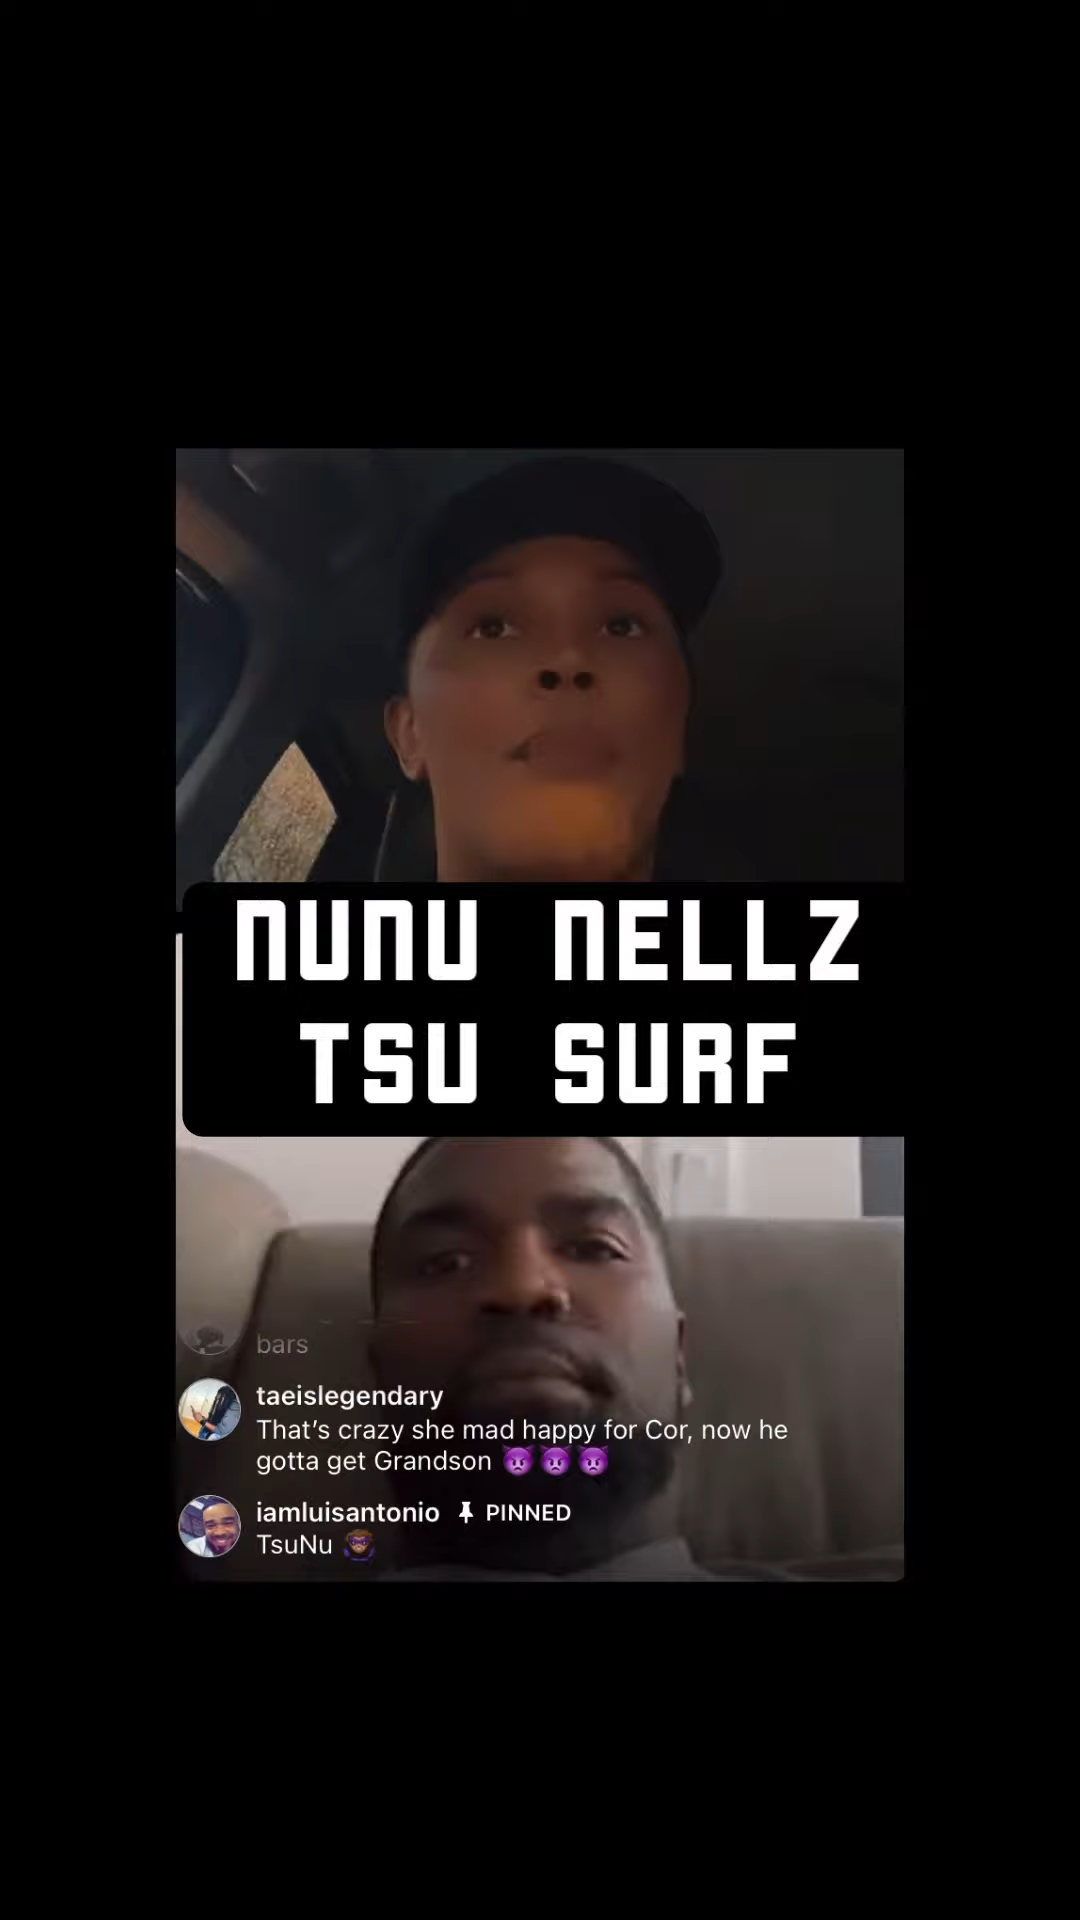 NUNU NELLZ
TSU SURF
bars
taeislegendary
That’s crazy she mad happy for Cor, now he
gotta get Grandson 😈😈😈
iamluisantonio 📌 PINNED
TsuNu 🦹🏾